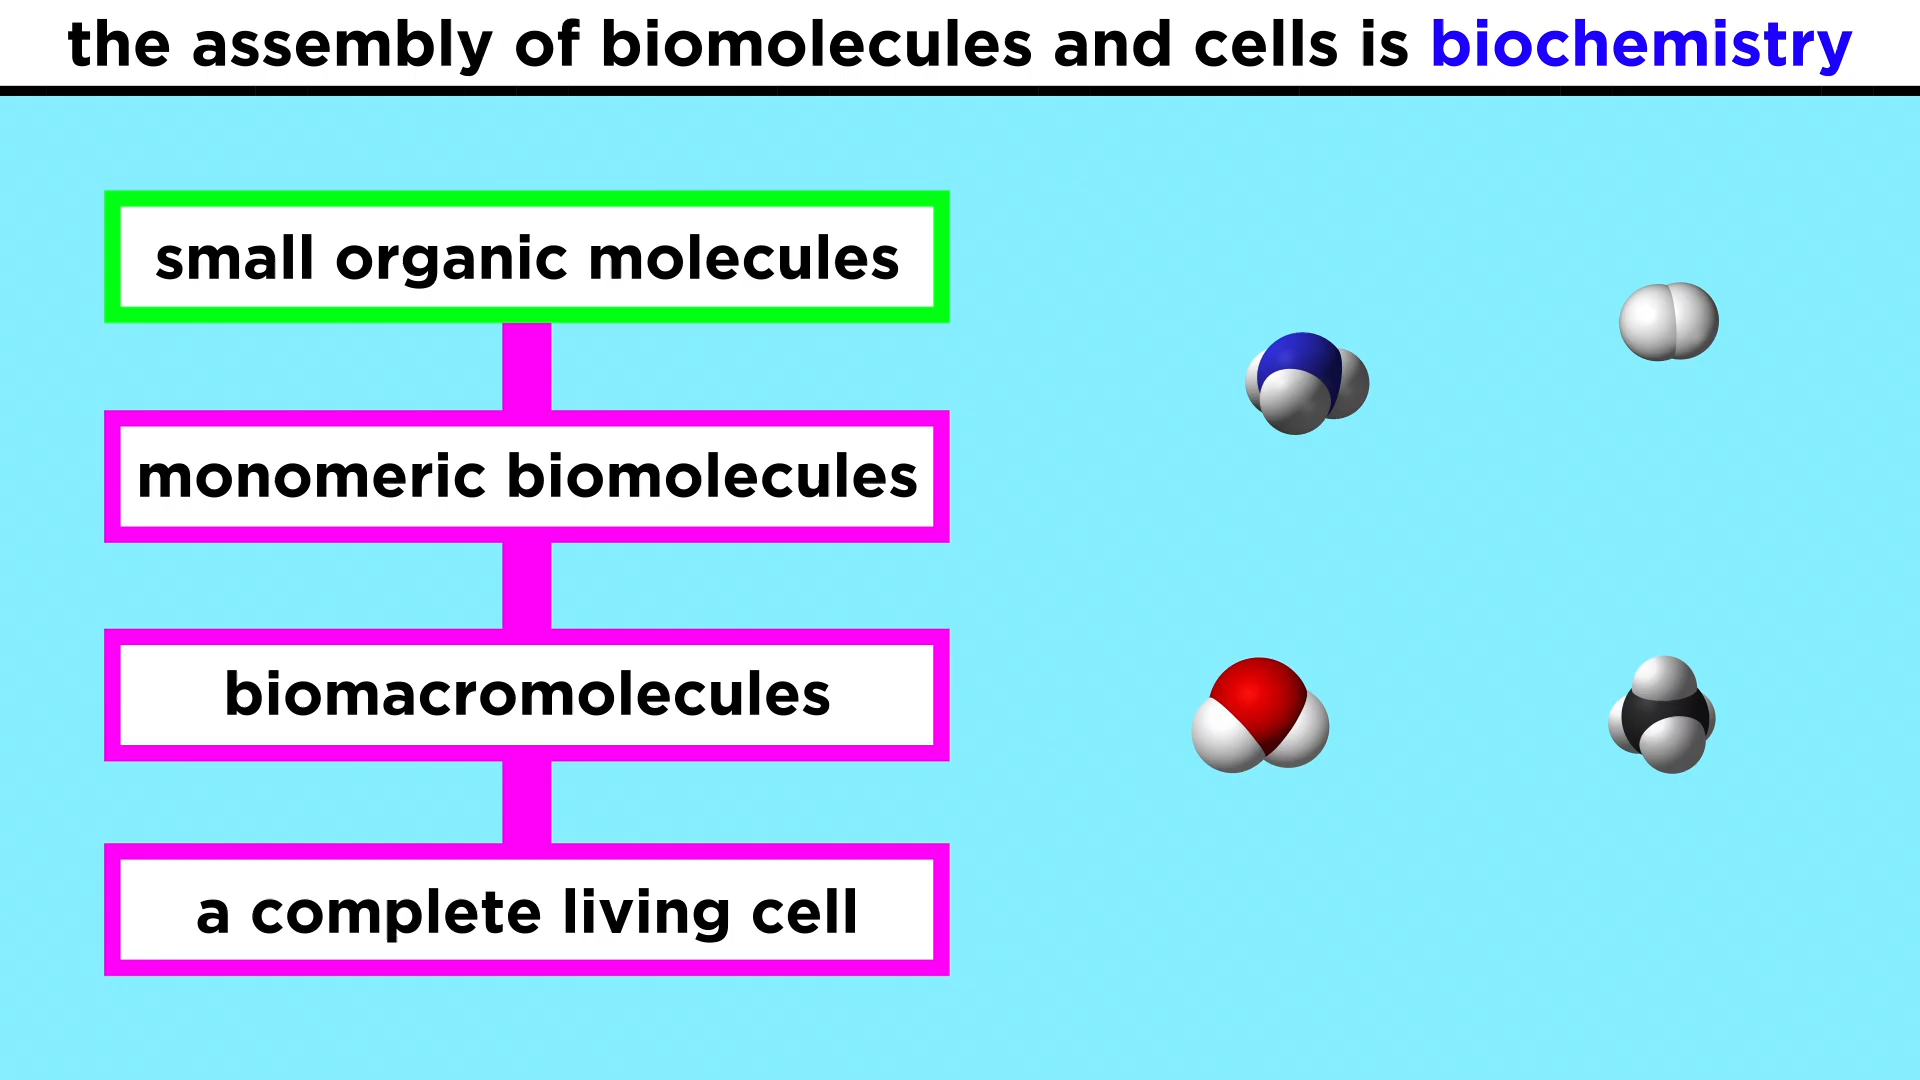 the assembly of biomolecules and cells is biochemistry
small organic molecules
monomeric biomolecules
biomacromolecules
a complete living cell